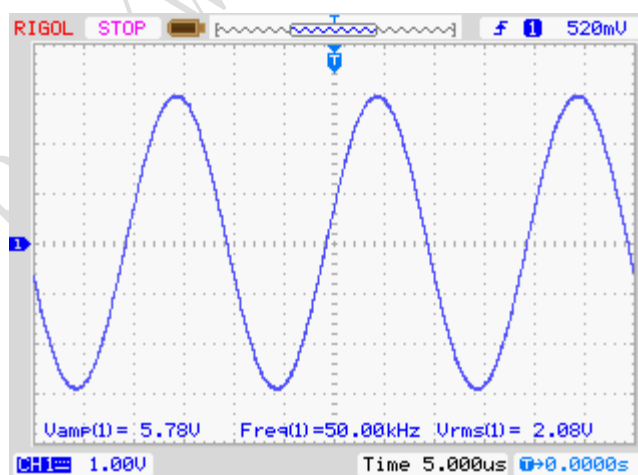 RIGOL STOP T f 1 520mV
T
1
Vamp(1)= 5.78V Freq(1)=50.00kHz Vrms(1)= 2.08V
CH1 1.00V Time 5.000us T→0.0000s